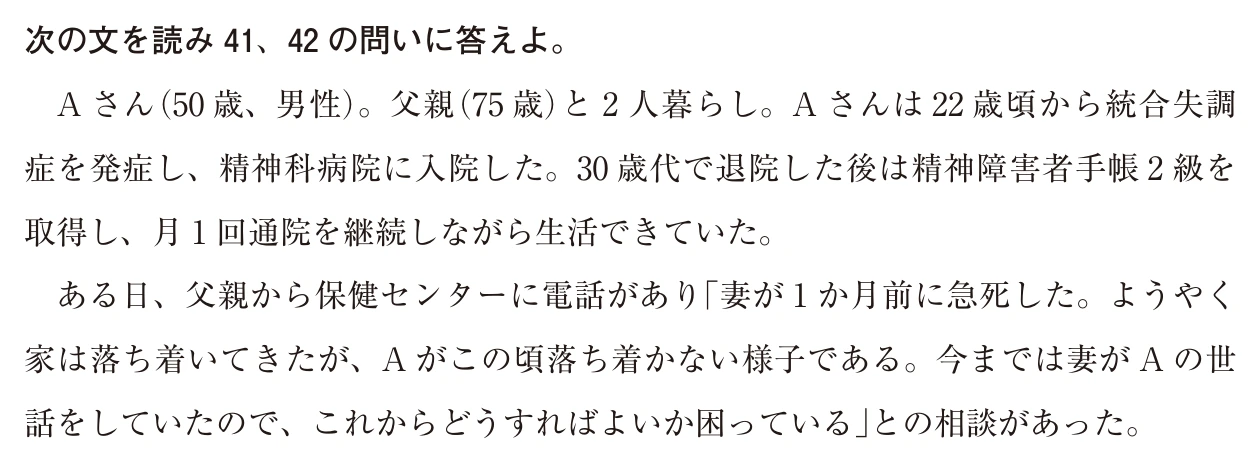 次の文を読み 41、42 の問いに答えよ。
A さん(50 歳、男性)。父親(75 歳)と 2 人暮らし。A さんは 22 歳頃から統合失調
症を発症し、精神科病院に入院した。30 歳代で退院した後は精神障害者手帳 2 級を
取得し、月 1 回通院を継続しながら生活できていた。
ある日、父親から保健センターに電話があり「妻が 1 か月前に急死した。ようやく
家は落ち着いてきたが、A がこの頃落ち着かない様子である。今までは妻が A の世
話をしていたので、これからどうすればよいか困っている」との相談があった。